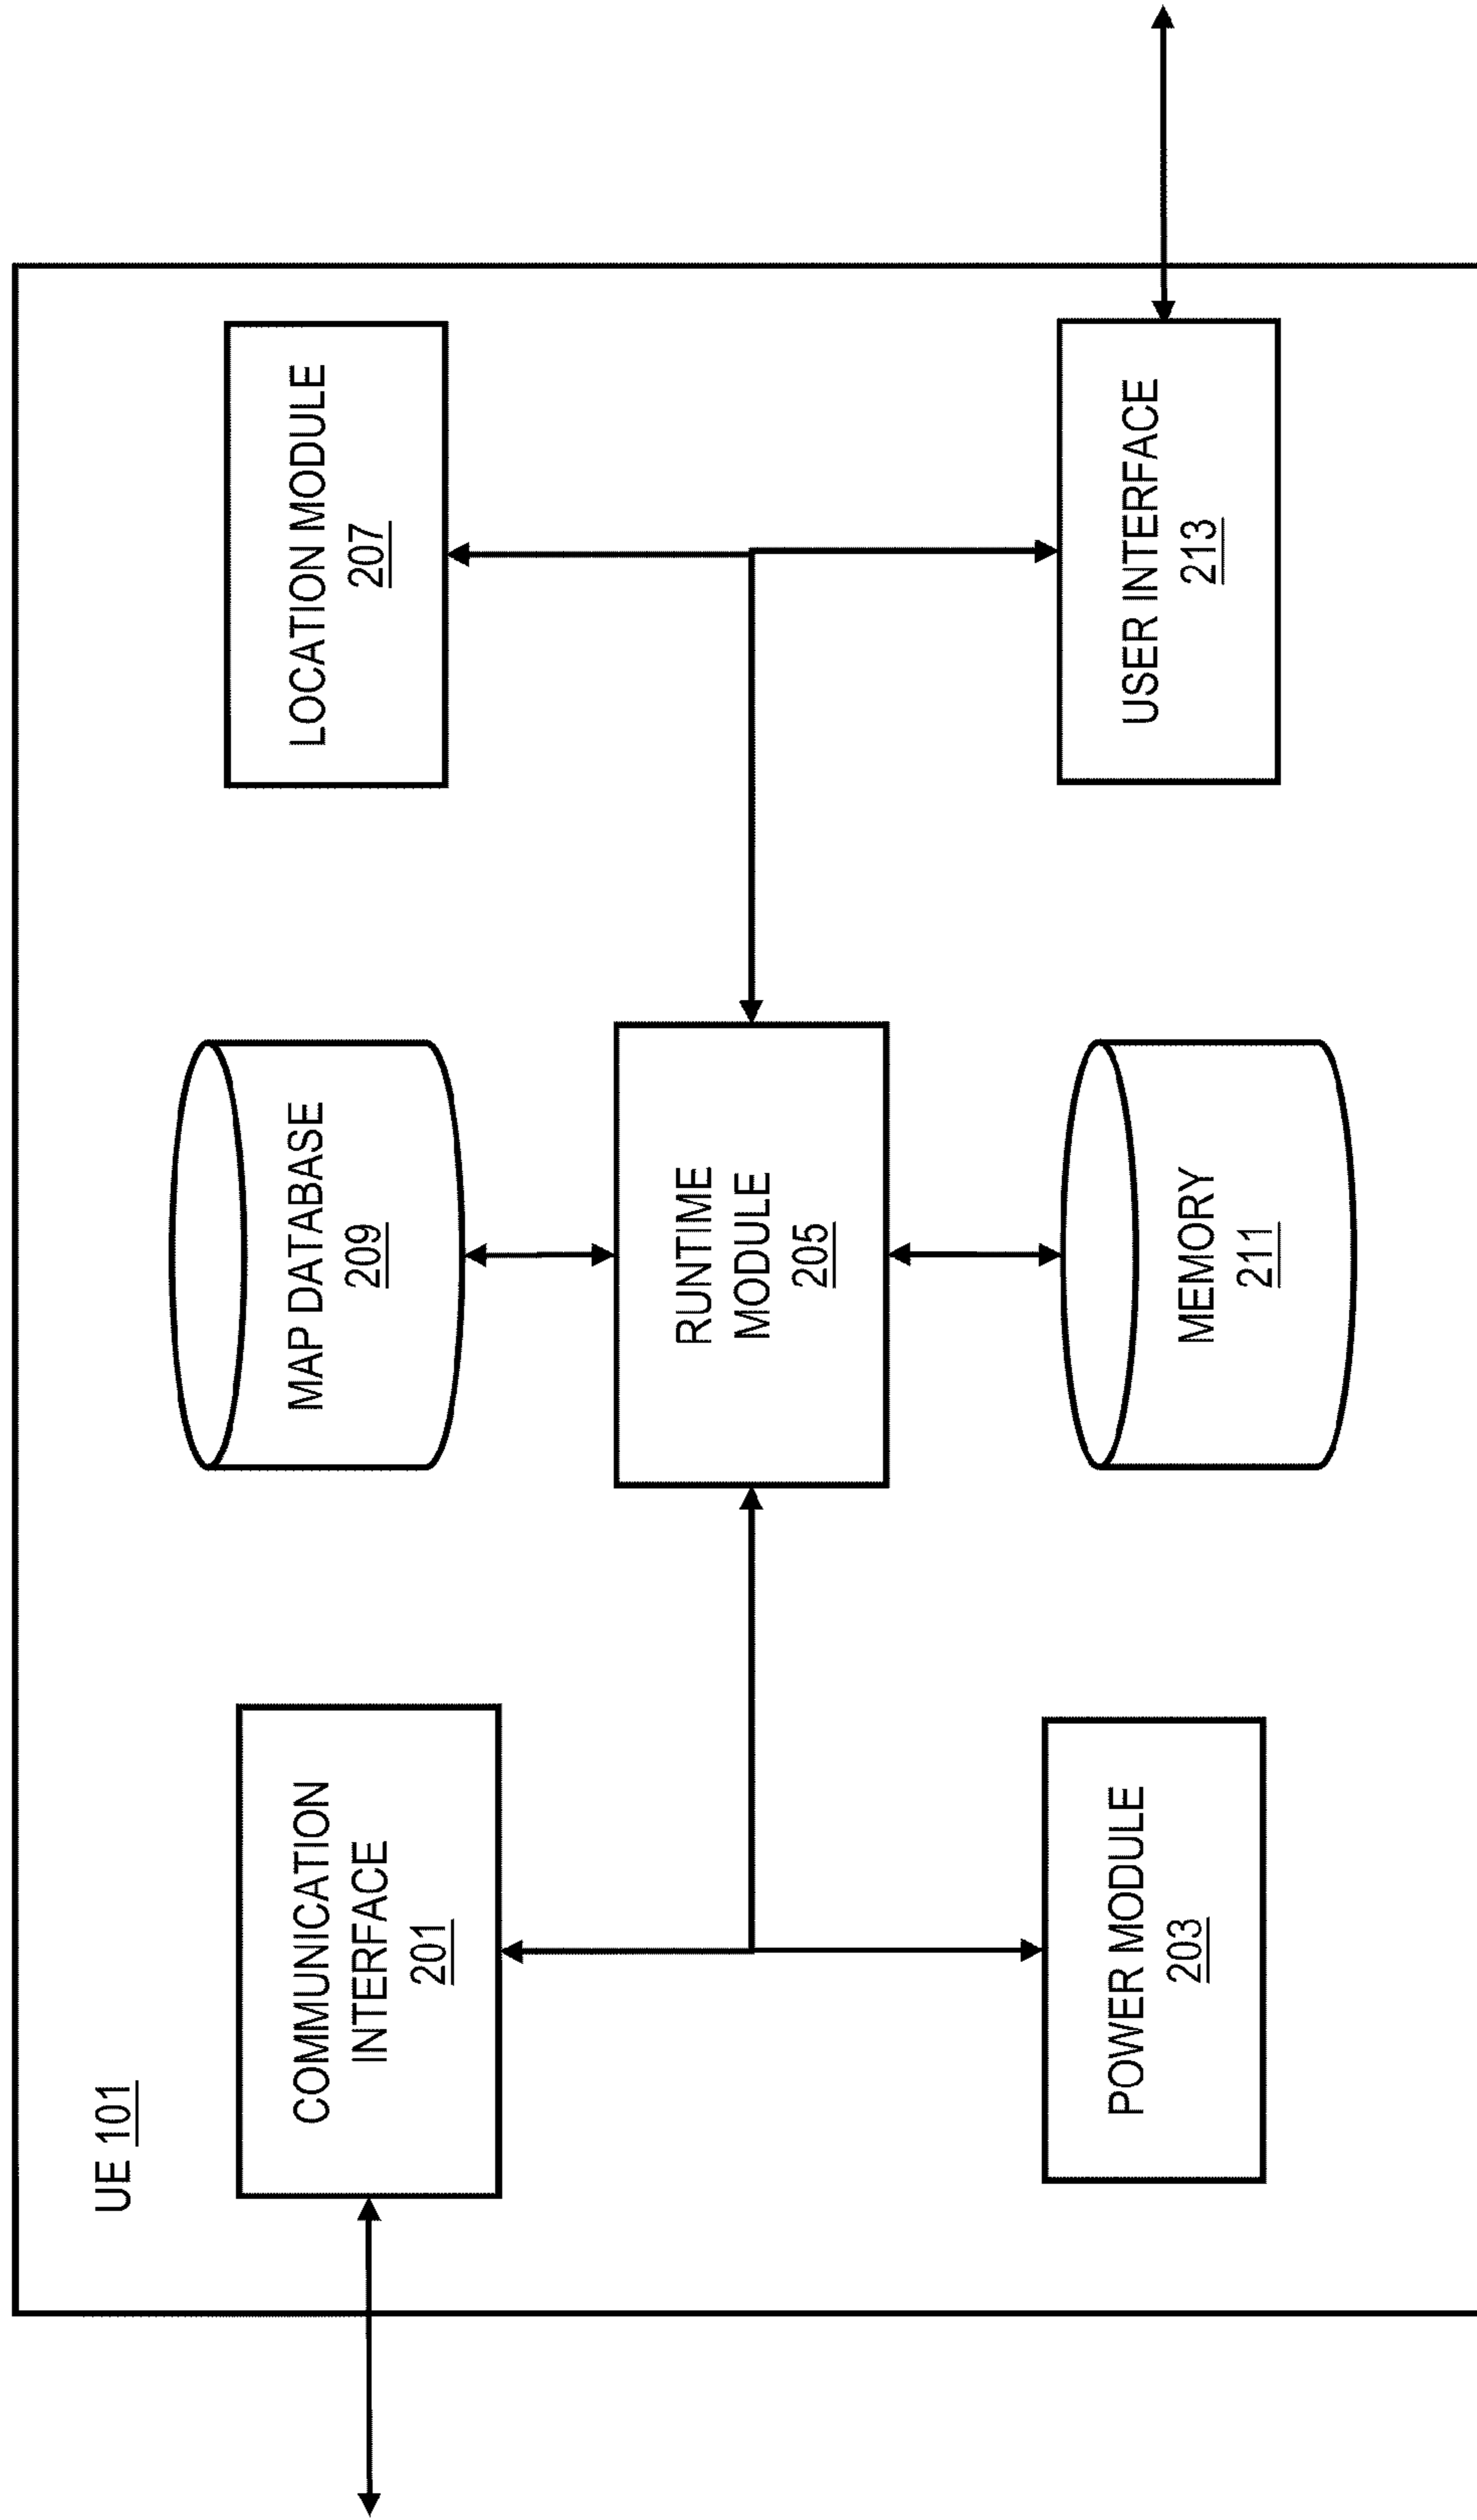 UE 101
COMMUNICATION
INTERFACE
201
MAP DATABASE
209
LOCATION MODULE
207
RUNTIME
MODULE
205
POWER MODULE
203
MEMORY
211
USER INTERFACE
213